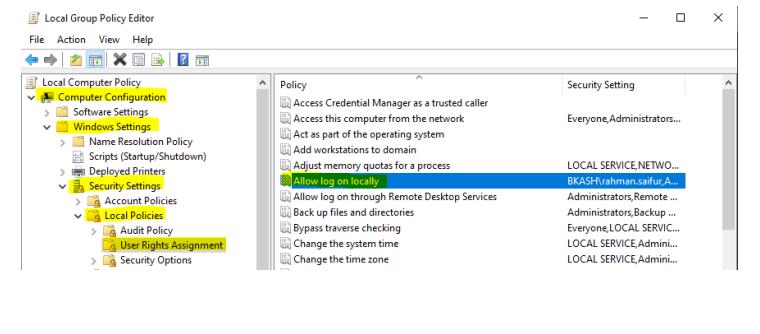 Local Group Policy Editor
File Action View Help
Local Computer Policy
Computer Configuration
Software Settings
Windows Settings
Name Resolution Policy
Scripts (Startup/Shutdown)
Deployed Printers
Security Settings
Account Policies
Local Policies
Audit Policy
User Rights Assignment
Security Options
Policy Security Setting
Access Credential Manager as a trusted caller
Access this computer from the network Everyone,Administrators...
Act as part of the operating system
Add workstations to domain
Adjust memory quotas for a process LOCAL SERVICE,NETWO...
Allow log on locally BKASH\rahman.saifur,A...
Allow log on through Remote Desktop Services Administrators,Remote ...
Back up files and directories Administrators,Backup ...
Bypass traverse checking Everyone,LOCAL SERVIC...
Change the system time LOCAL SERVICE,Admini...
Change the time zone LOCAL SERVICE,Admini...